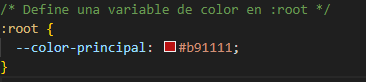 /* Define una variable de color en :root */
:root {
  --color-principal: #b91111;
}